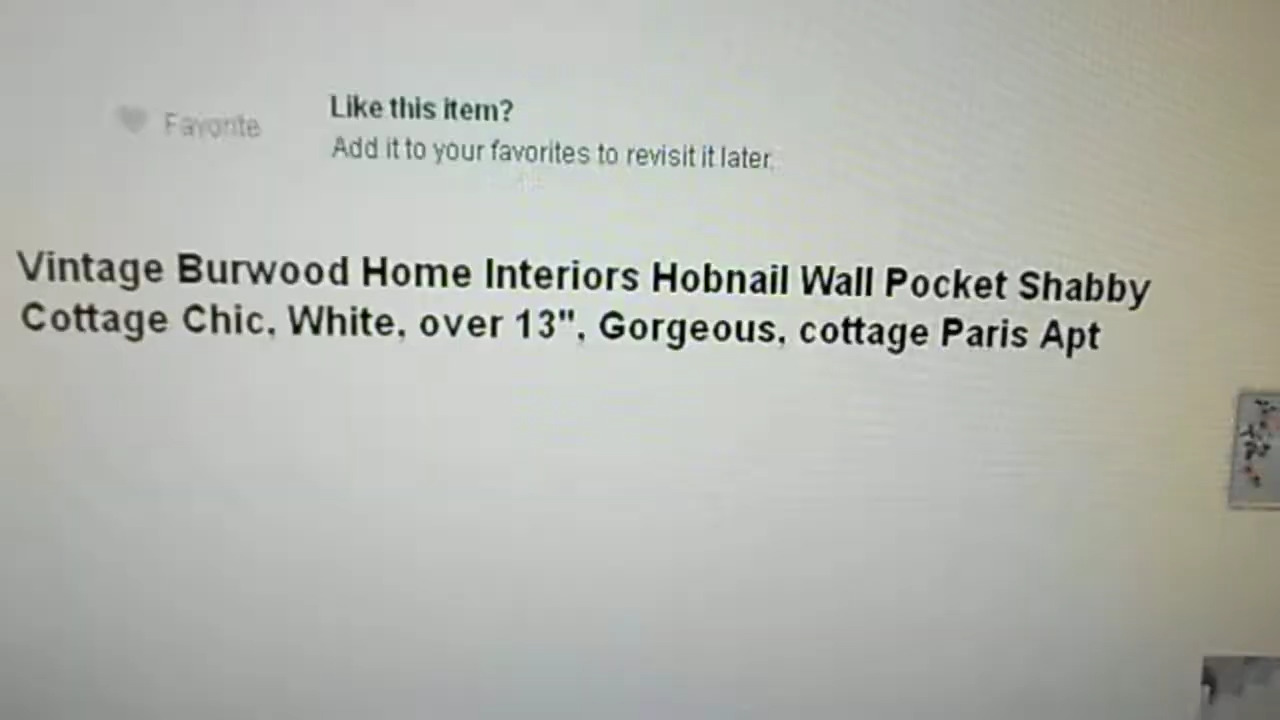 Favorite
Like this item?
Add it to your favorites to revisit it later.
Vintage Burwood Home Interiors Hobnail Wall Pocket Shabby
Cottage Chic, White, over 13", Gorgeous, cottage Paris Apt